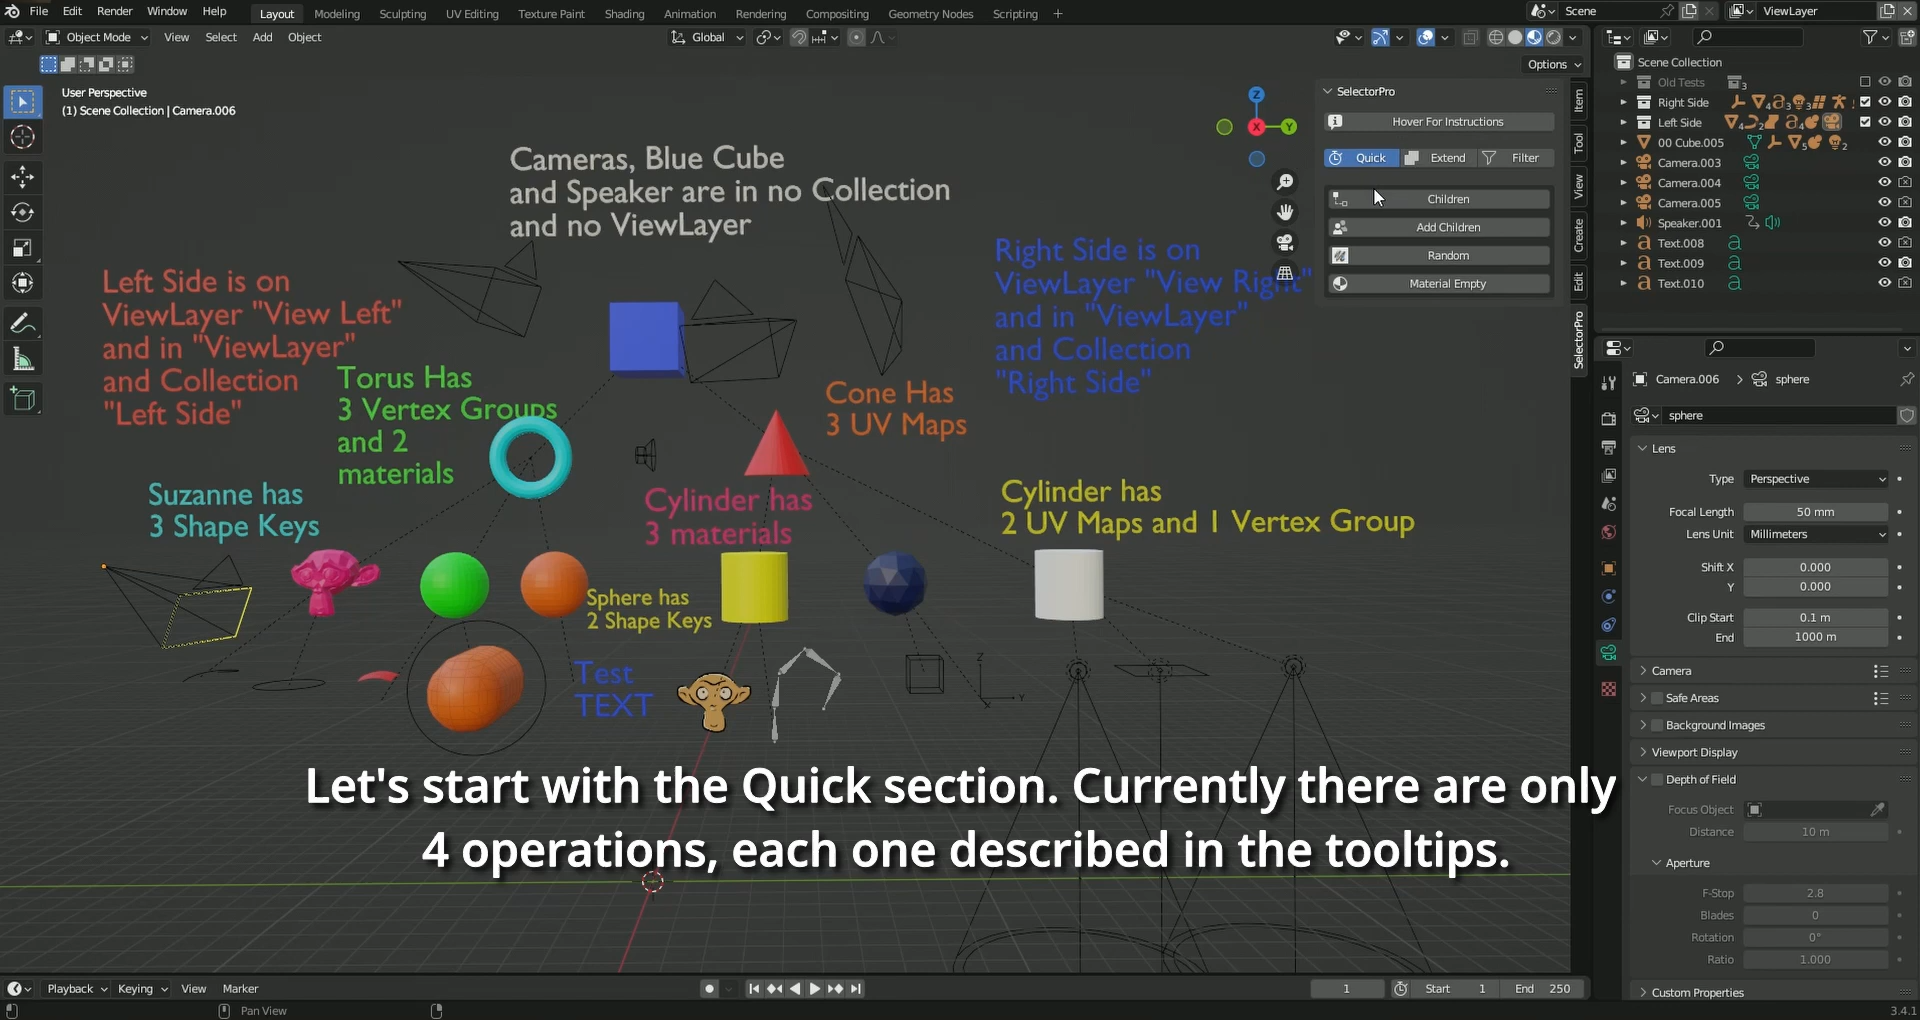 File Edit Render Window Help Layout Modeling Sculpting UV Editing Texture Paint Shading Animation Rendering Compositing Geometry Nodes Scripting + Scene ViewLayer
Object Mode View Select Add Object Global
Options
User Perspective
(1) Scene Collection | Camera.006
Z
X
Y
SelectorPro
Hover For Instructions
Quick Extend Filter
Children
Add Children
Random
Material Empty
Item
Tool
View
Create
Edit
SelectorPro
Cameras, Blue Cube
and Speaker are in no Collection
and no ViewLayer
Left Side is on
ViewLayer "View Left"
and in "ViewLayer"
and Collection
"Left Side"
Right Side is on
ViewLayer "View Right"
and in "ViewLayer"
and Collection
"Right Side"
Torus Has
3 Vertex Groups
and 2
materials
Cone Has
3 UV Maps
Suzanne has
3 Shape Keys
Cylinder has
3 materials
Cylinder has
2 UV Maps and 1 Vertex Group
Sphere has
2 Shape Keys
Test
TEXT
Z
Y
Let's start with the Quick section. Currently there are only
4 operations, each one described in the tooltips.
Scene Collection
Old Tests 3
Right Side 4 3 3
Left Side 4 2 4
00 Cube.005 5 2
Camera.003
Camera.004
Camera.005
Speaker.001
Text.008
Text.009
Text.010
Camera.006 > sphere
sphere
Lens
Type Perspective
Focal Length 50 mm
Lens Unit Millimeters
Shift X 0.000
Y 0.000
Clip Start 0.1 m
End 1000 m
Camera
Safe Areas
Background Images
Viewport Display
Depth of Field
Focus Object
Distance 10 m
Aperture
F-Stop 2.8
Blades 0
Rotation 0°
Ratio 1.000
Custom Properties
Playback Keying View Marker 1 Start 1 End 250
Pan View 3.4.1